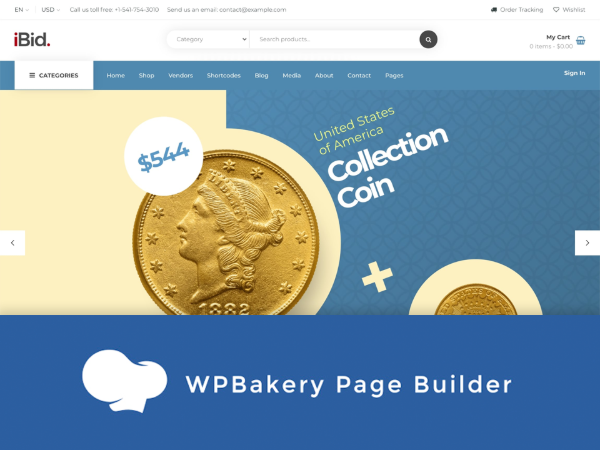 EN USD Call us toll free: +1-541-754-3010 Send us an email: contact@example.com Order Tracking Wishlist
iBid. Category Search products... My Cart
0 items - $0.00
CATEGORIES Home Shop Vendors Shortcodes Blog Media About Contact Pages Sign In
$544
United States
of America
Collection
Coin
LIBERTY
1882
WPBakery Page Builder